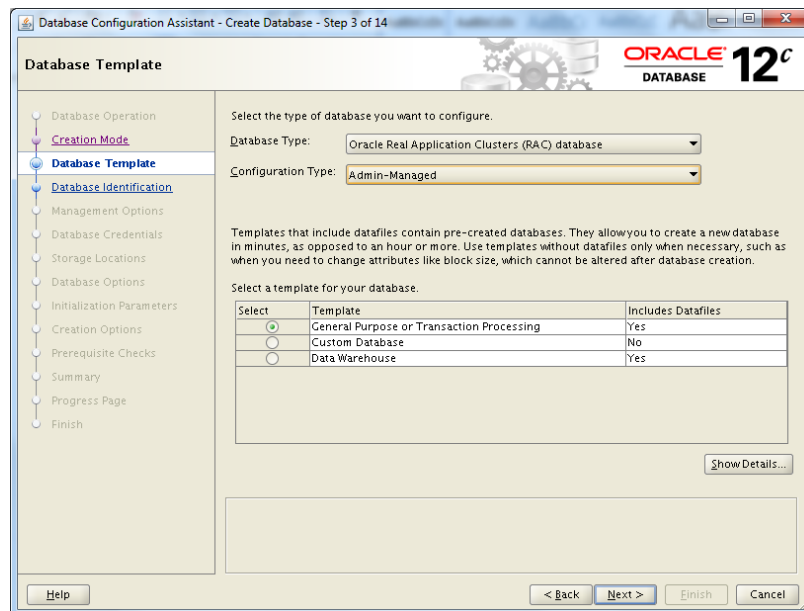 Database Configuration Assistant - Create Database - Step 3 of 14
Database Template
ORACLE
DATABASE
12c
Database Operation
Creation Mode
Database Template
Database Identification
Management Options
Database Credentials
Storage Locations
Database Options
Initialization Parameters
Creation Options
Prerequisite Checks
Summary
Progress Page
Finish
Select the type of database you want to configure.
Database Type: Oracle Real Application Clusters (RAC) database
Configuration Type: Admin-Managed
Templates that include datafiles contain pre-created databases. They allow you to create a new database
in minutes, as opposed to an hour or more. Use templates without datafiles only when necessary, such as
when you need to change attributes like block size, which cannot be altered after database creation.
Select a template for your database.
Select Template Includes Datafiles
General Purpose or Transaction Processing Yes
Custom Database No
Data Warehouse Yes
Show Details...
Help < Back Next > Finish Cancel